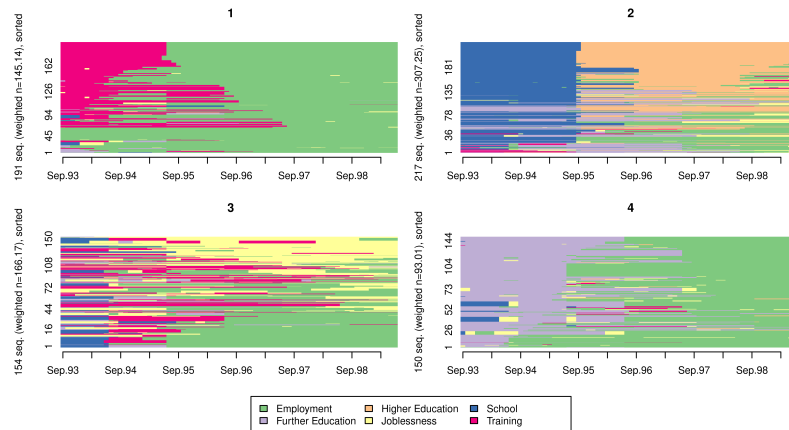 1
2
191 seq. (weighted n=145.14), sorted
1 45 94 126 162
217 seq. (weighted n=307.25), sorted
1 36 78 135 181
Sep.93 Sep.94 Sep.95 Sep.96 Sep.97 Sep.98
Sep.93 Sep.94 Sep.95 Sep.96 Sep.97 Sep.98
3
4
154 seq. (weighted n=166.17), sorted
1 16 44 72 108 150
150 seq. (weighted n=93.01), sorted
1 26 52 73 104 144
Sep.93 Sep.94 Sep.95 Sep.96 Sep.97 Sep.98
Sep.93 Sep.94 Sep.95 Sep.96 Sep.97 Sep.98
Employment Higher Education School
Further Education Joblessness Training